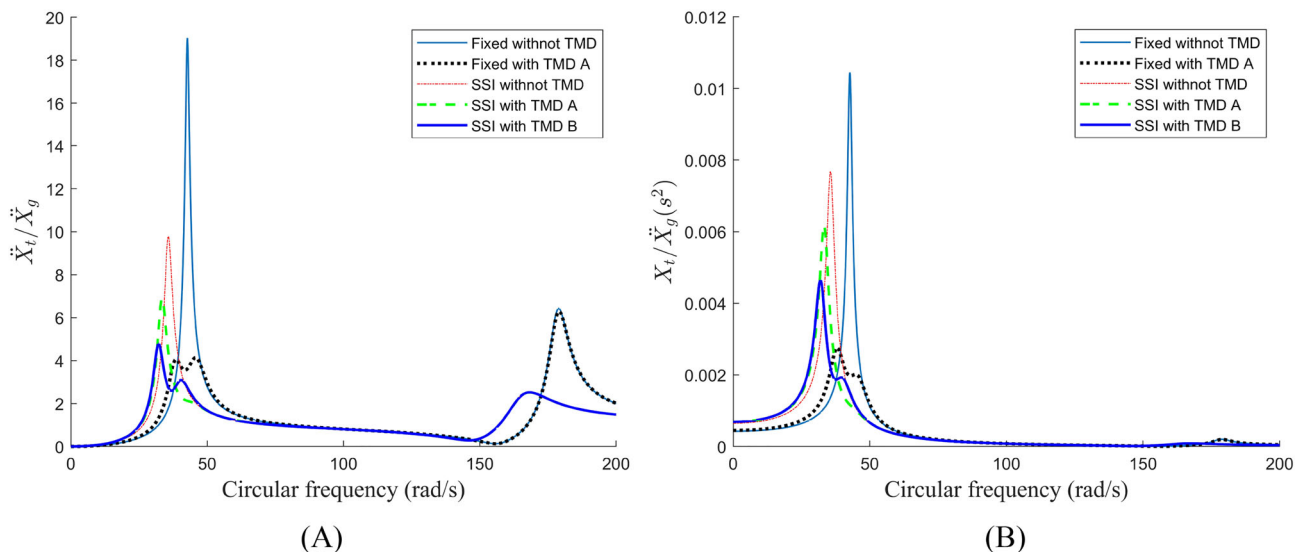 20
18
16
14
12
10
8
6
4
2
0
Ẍt/Ẍg
Fixed withnot TMD
Fixed with TMD A
SSI withnot TMD
SSI with TMD A
SSI with TMD B
0 50 100 150 200
Circular frequency (rad/s)
(A)
0.012
0.01
0.008
0.006
0.004
0.002
0
Xt/Ẍg(s²)
Fixed withnot TMD
Fixed with TMD A
SSI withnot TMD
SSI with TMD A
SSI with TMD B
0 50 100 150 200
Circular frequency (rad/s)
(B)